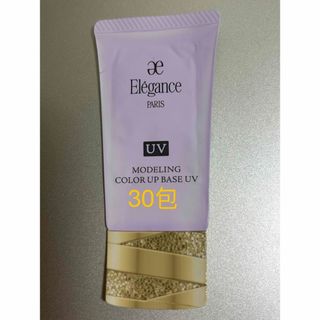 æ
Elégance
PARIS
UV
MODELING
COLOR UP BASE UV
30包